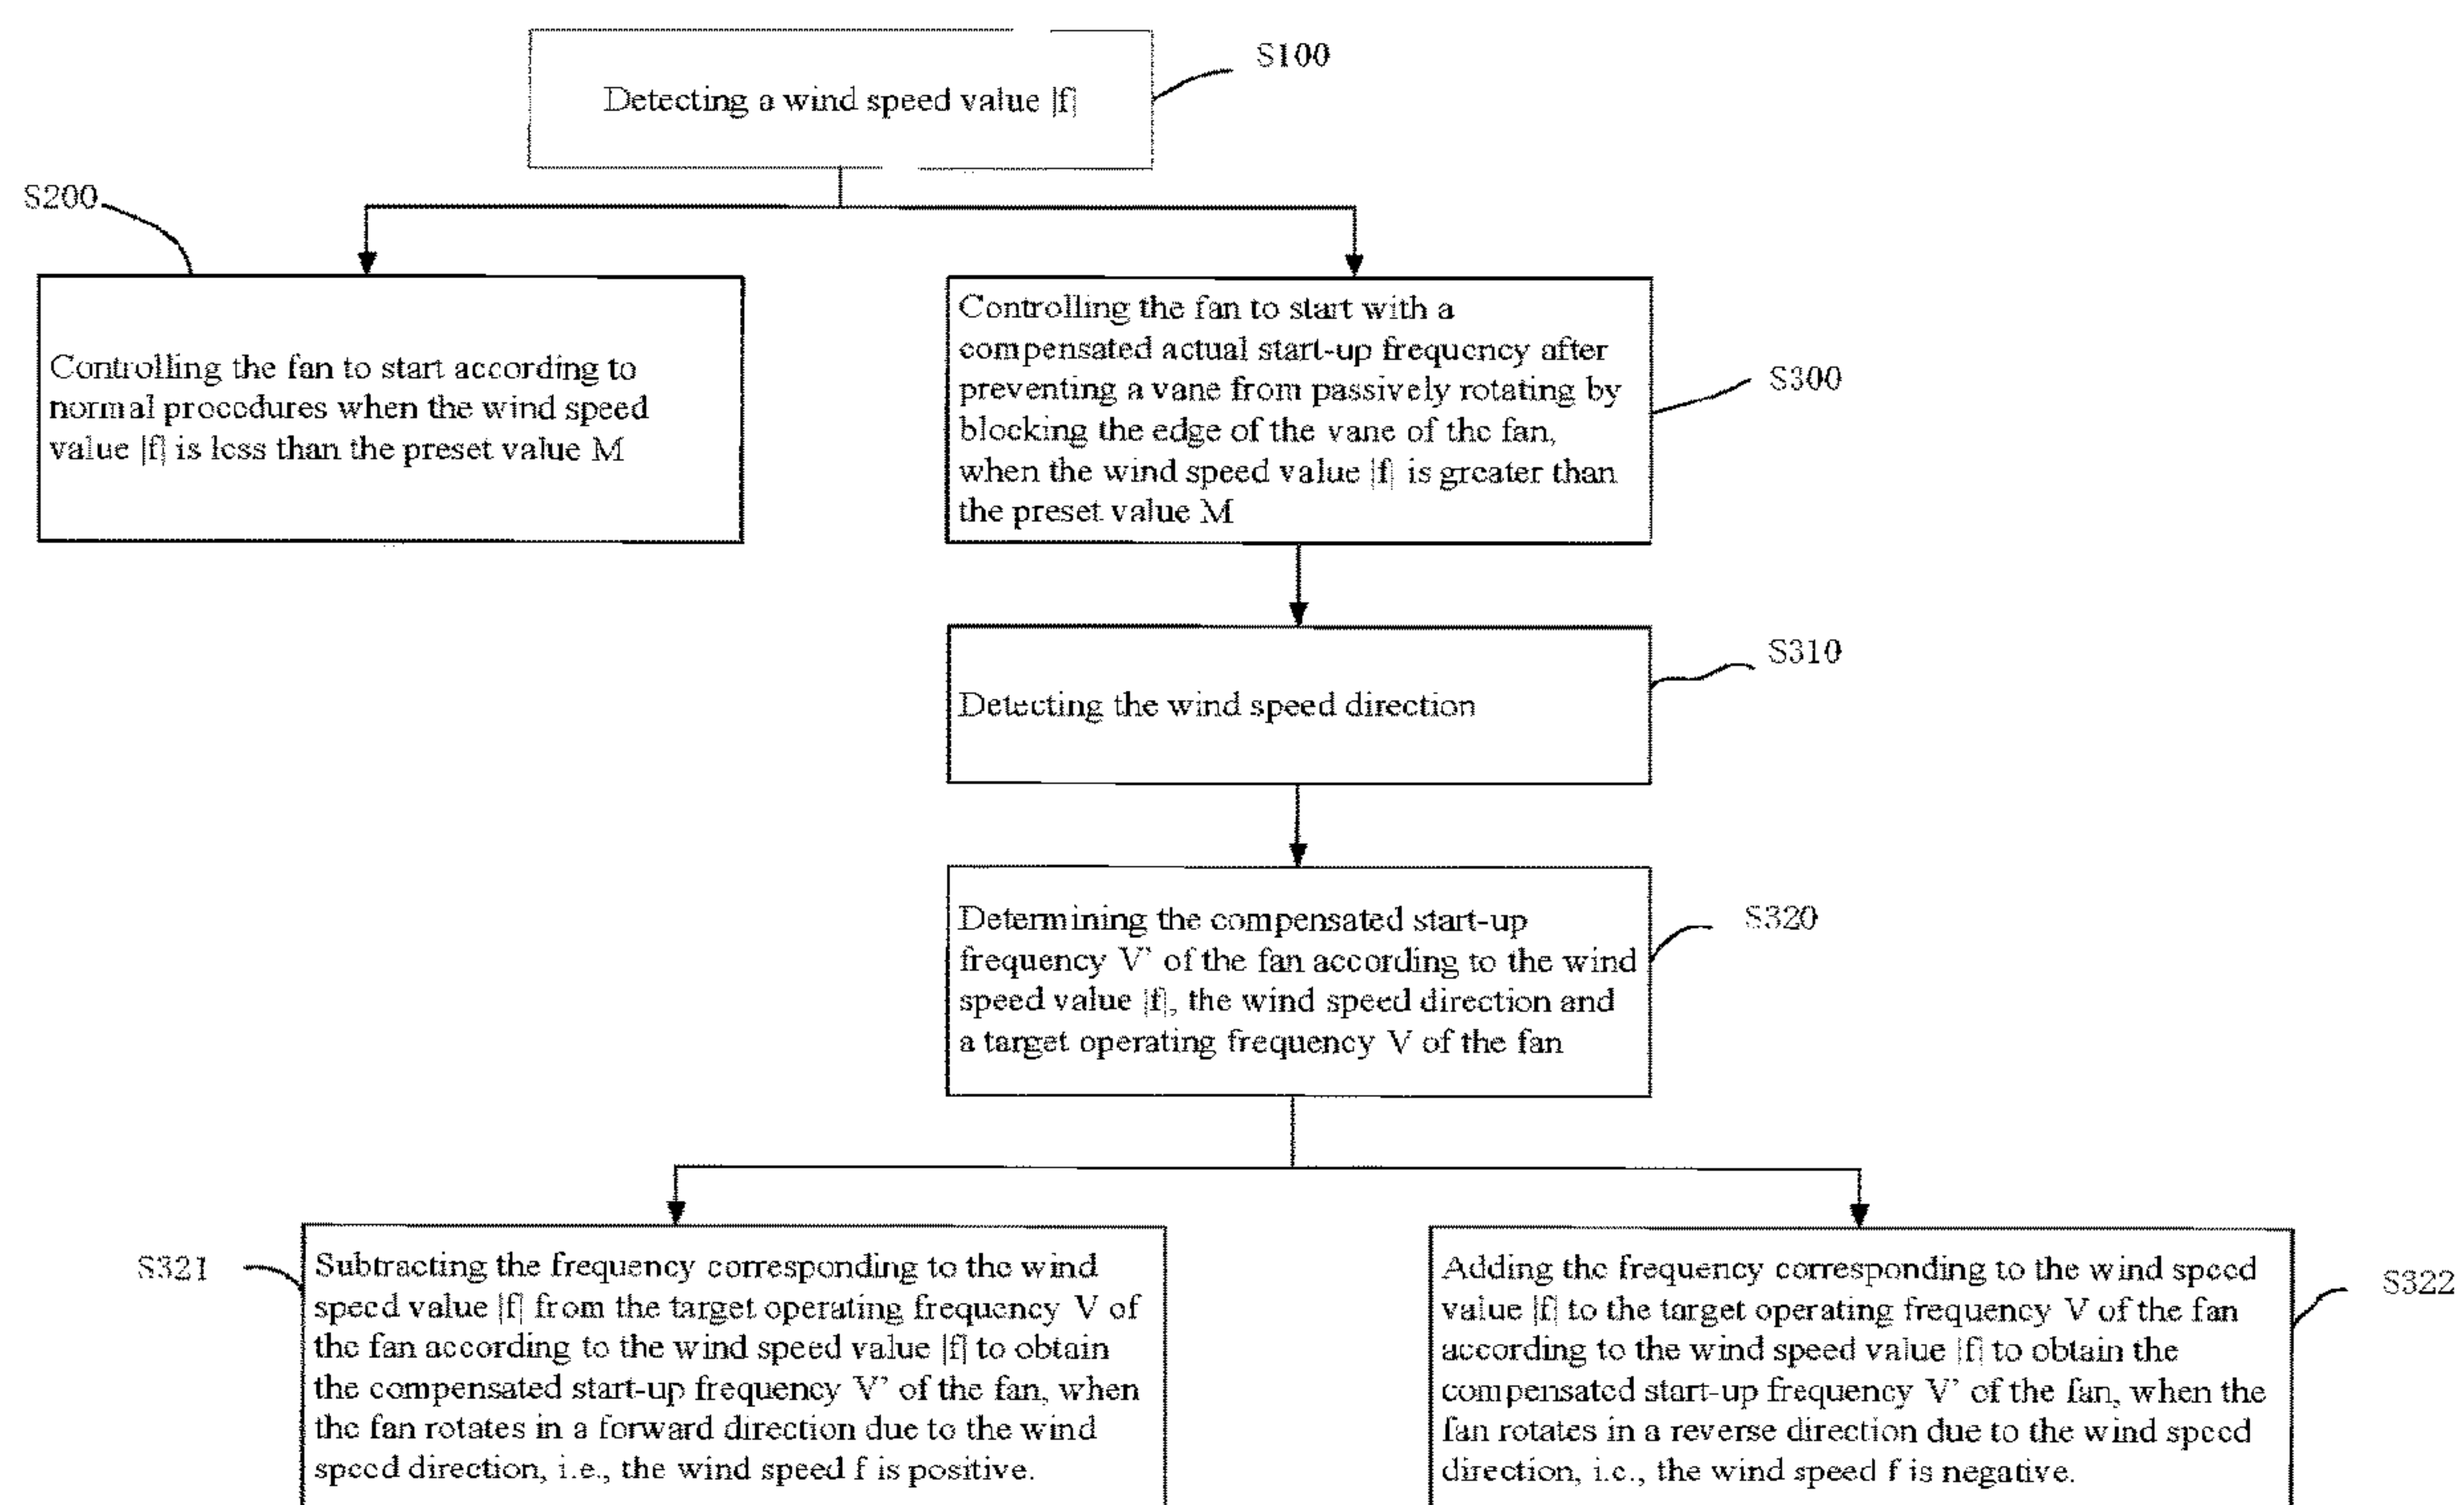 S100
Detecting a wind speed value |f|
S200
Controlling the fan to start according to
normal procedures when the wind speed
value |f| is less than the preset value M
Controlling the fan to start with a
compensated actual start-up frequency after
preventing a vane from passively rotating by
blocking the edge of the vane of the fan,
when the wind speed value |f| is greater than
the preset value M
S300
Detecting the wind speed direction
S310
Determining the compensated start-up
frequency V' of the fan according to the wind
speed value |f|, the wind speed direction and
a target operating frequency V of the fan
S320
S321
Subtracting the frequency corresponding to the wind
speed value |f| from the target operating frequency V of
the fan according to the wind speed value |f| to obtain
the compensated start-up frequency V' of the fan, when
the fan rotates in a forward direction due to the wind
speed direction, i.e., the wind speed f is positive.
Adding the frequency corresponding to the wind speed
value |f| to the target operating frequency V of the fan
according to the wind speed value |f| to obtain the
compensated start-up frequency V' of the fan, when the
fan rotates in a reverse direction due to the wind speed
direction, i.e., the wind speed f is negative.
S322